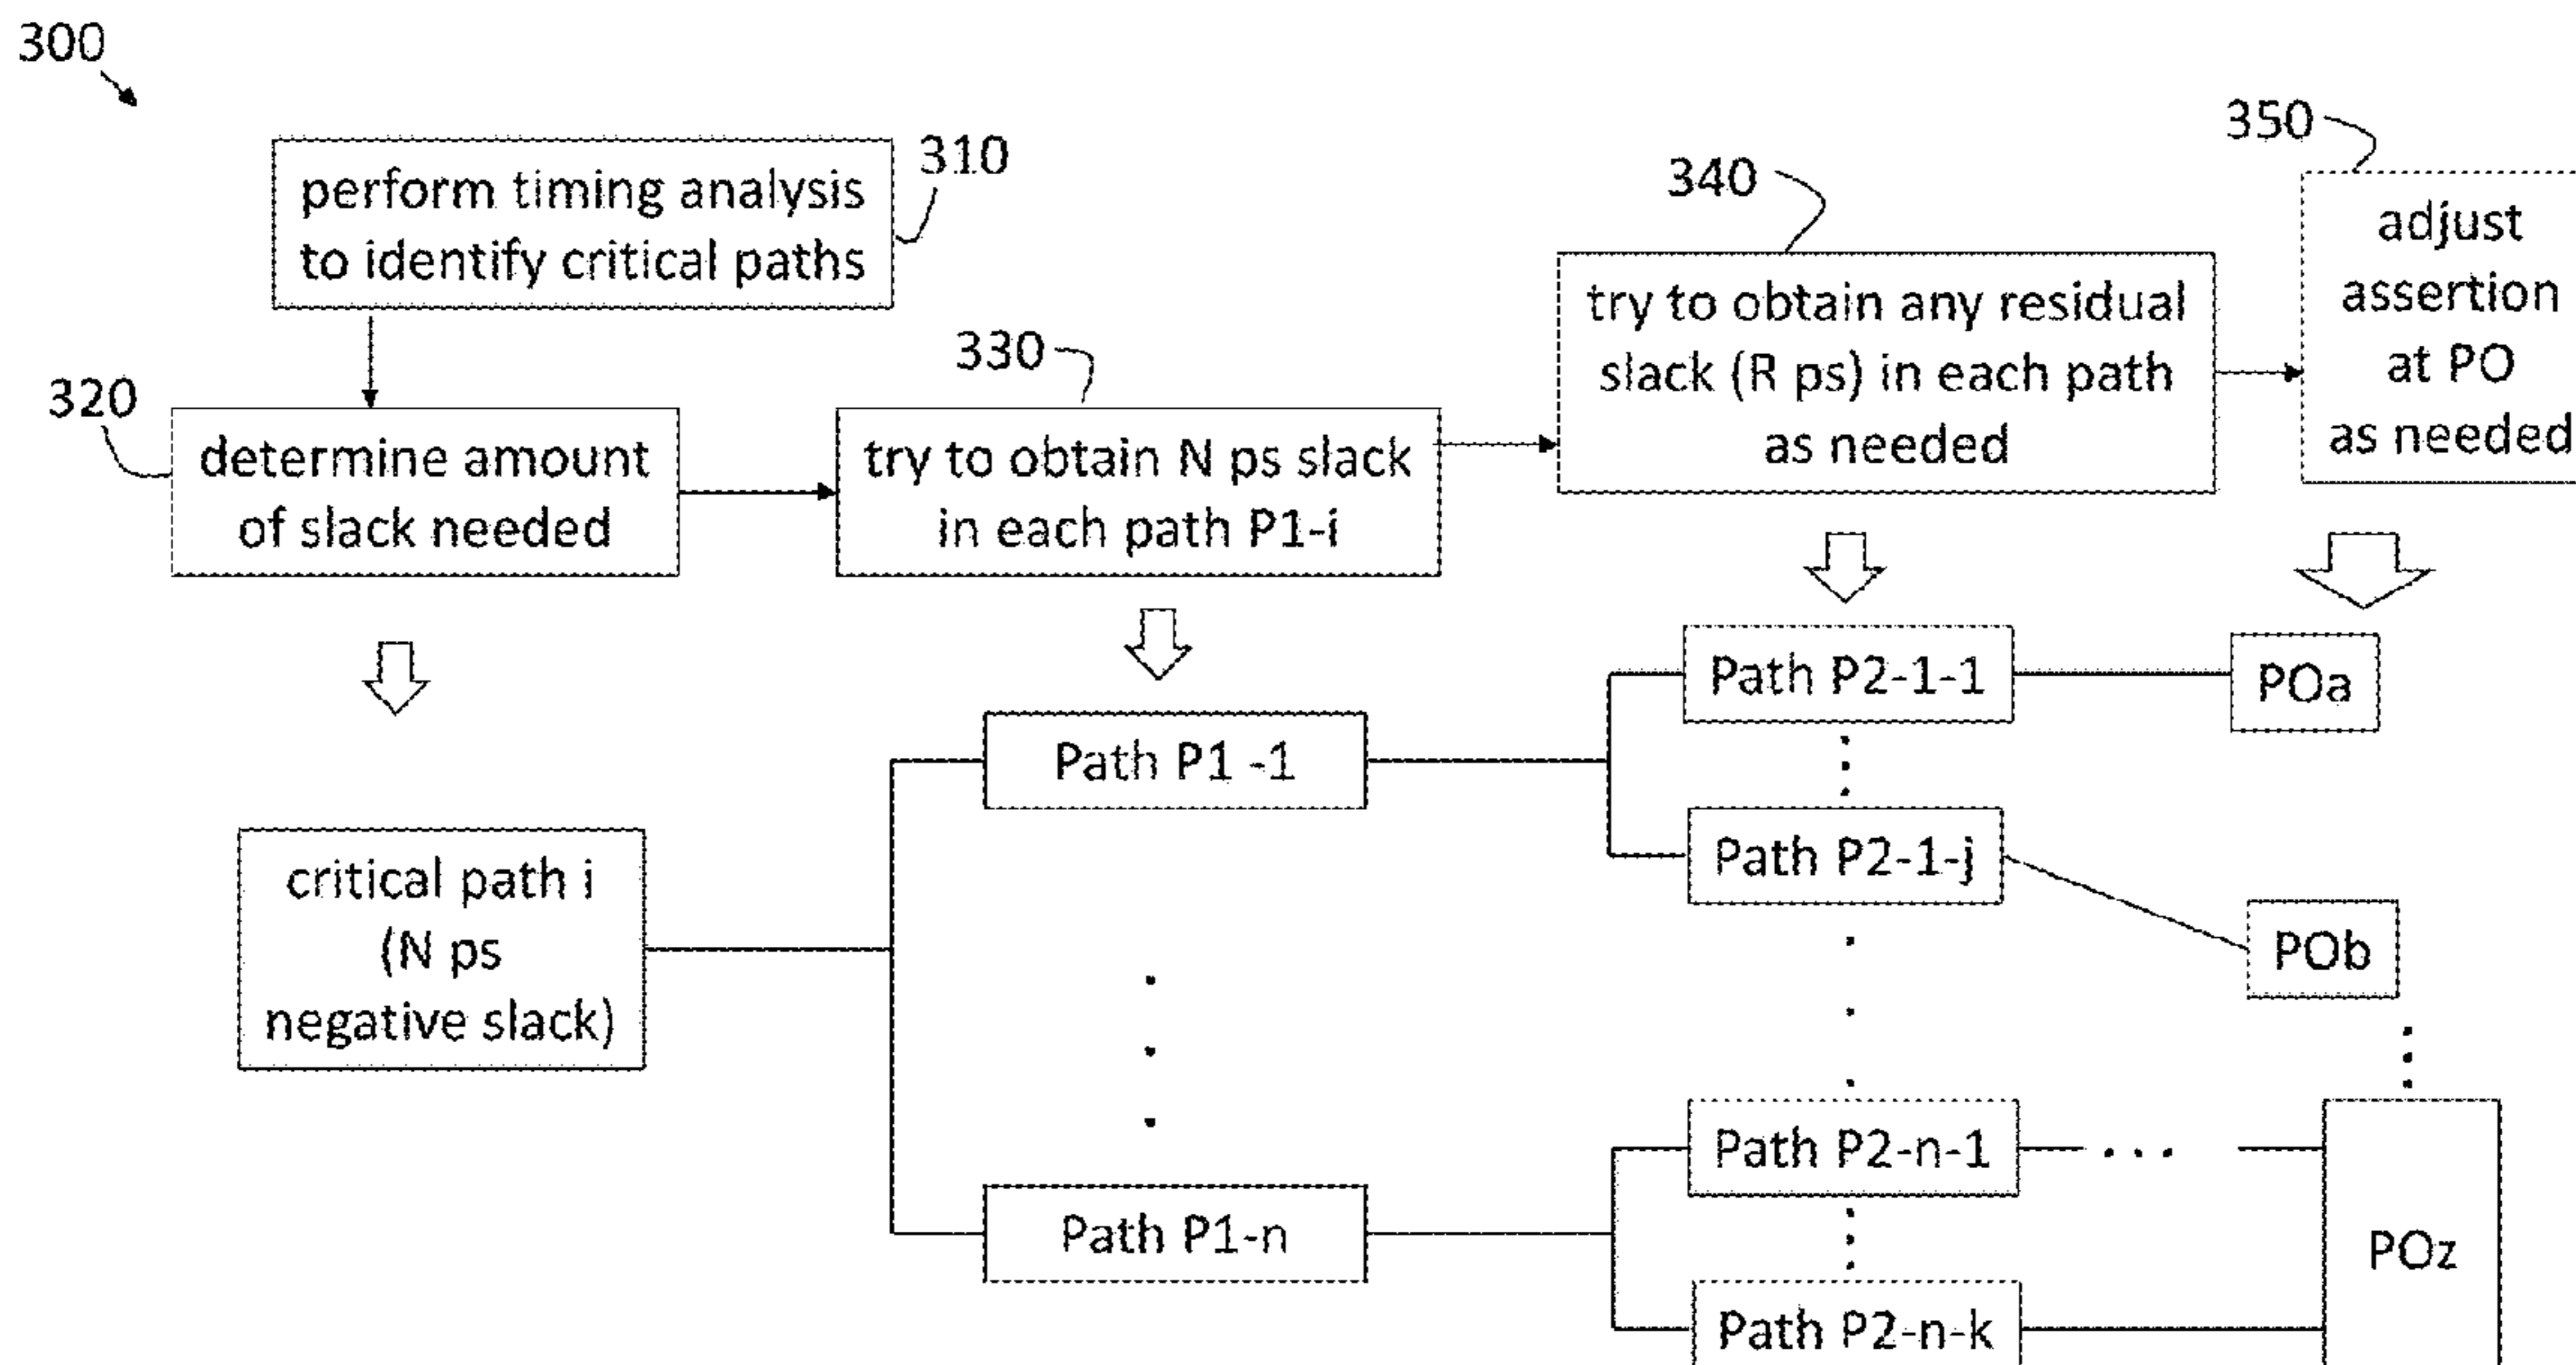 300
310
perform timing analysis
to identify critical paths
350
340
adjust
assertion
at PO
as needed
try to obtain any residual
slack (R ps) in each path
as needed
330
320
determine amount
of slack needed
try to obtain N ps slack
in each path P1-i
Path P2-1-1
POa
Path P1 -1
Path P2-1-j
critical path i
(N ps
negative slack)
POb
Path P2-n-1
...
Path P1-n
POz
Path P2-n-k